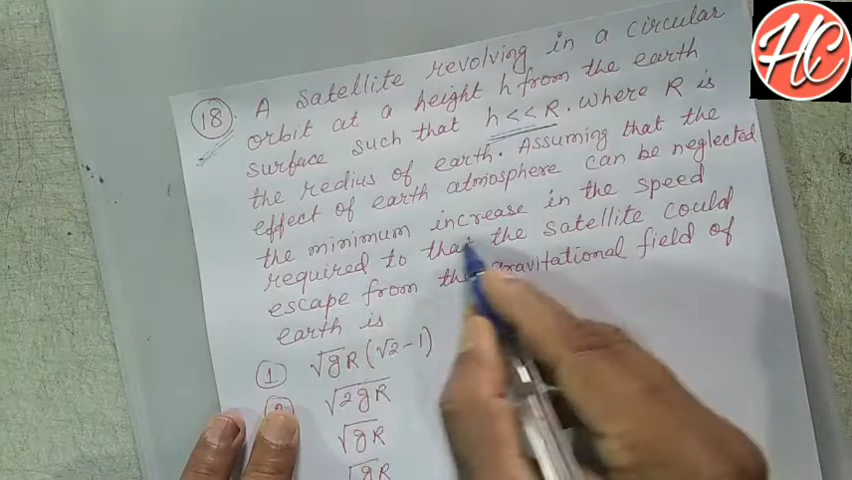 HC
18. A Satellite revolving in a circular
orbit at a height h from the earth
surface such that h << R. Where R is
the radius of earth. Assuming that the
effect of earth atmosphere can be neglected
the minimum increase in the speed
required to that the Satellite could
escape from the gravitational field of
earth is
① √gR (√2 - 1)
√2gR
√gR
√gR